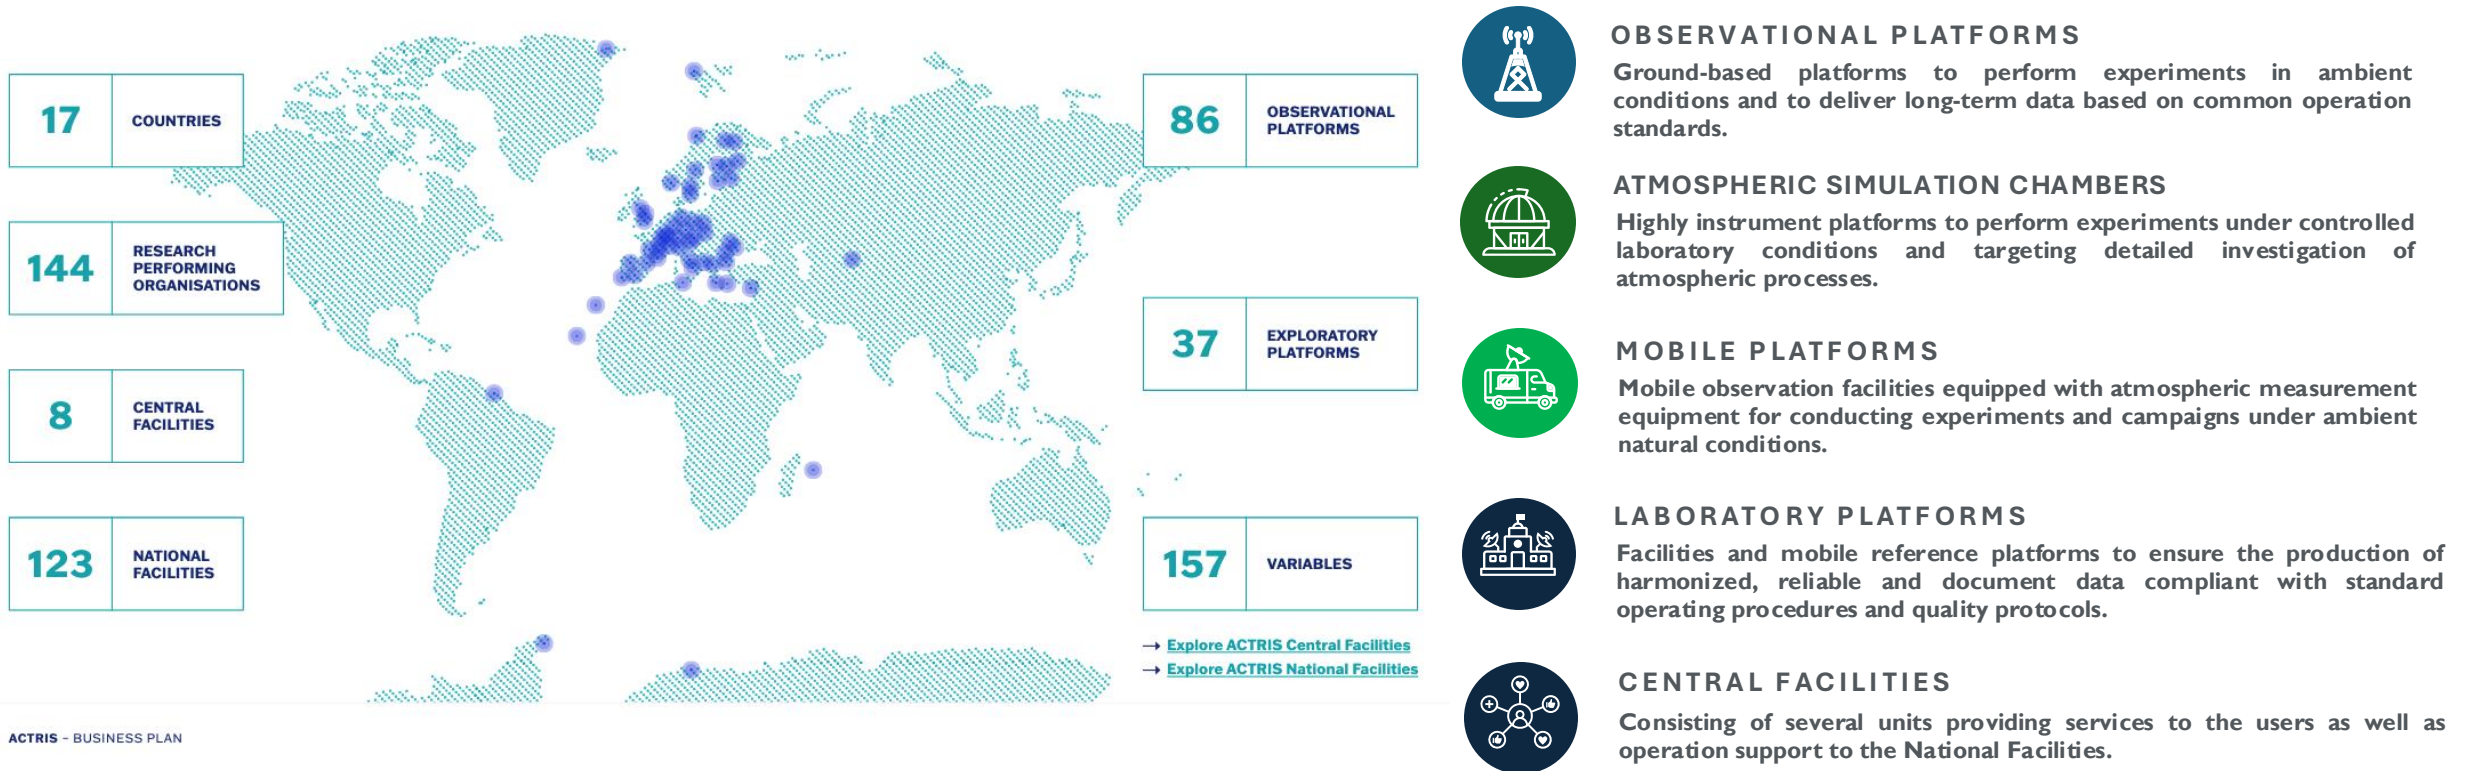 17
COUNTRIES
144
RESEARCH
PERFORMING
ORGANISATIONS
8
CENTRAL
FACILITIES
123
NATIONAL
FACILITIES
86
OBSERVATIONAL
PLATFORMS
37
EXPLORATORY
PLATFORMS
157
VARIABLES
→ Explore ACTRIS Central Facilities
→ Explore ACTRIS National Facilities
ACTRIS – BUSINESS PLAN
OBSERVATIONAL PLATFORMS
Ground-based platforms to perform experiments in ambient
conditions and to deliver long-term data based on common operation
standards.
ATMOSPHERIC SIMULATION CHAMBERS
Highly instrument platforms to perform experiments under controlled
laboratory conditions and targeting detailed investigation of
atmospheric processes.
MOBILE PLATFORMS
Mobile observation facilities equipped with atmospheric measurement
equipment for conducting experiments and campaigns under ambient
natural conditions.
LABORATORY PLATFORMS
Facilities and mobile reference platforms to ensure the production of
harmonized, reliable and document data compliant with standard
operating procedures and quality protocols.
CENTRAL FACILITIES
Consisting of several units providing services to the users as well as
operation support to the National Facilities.